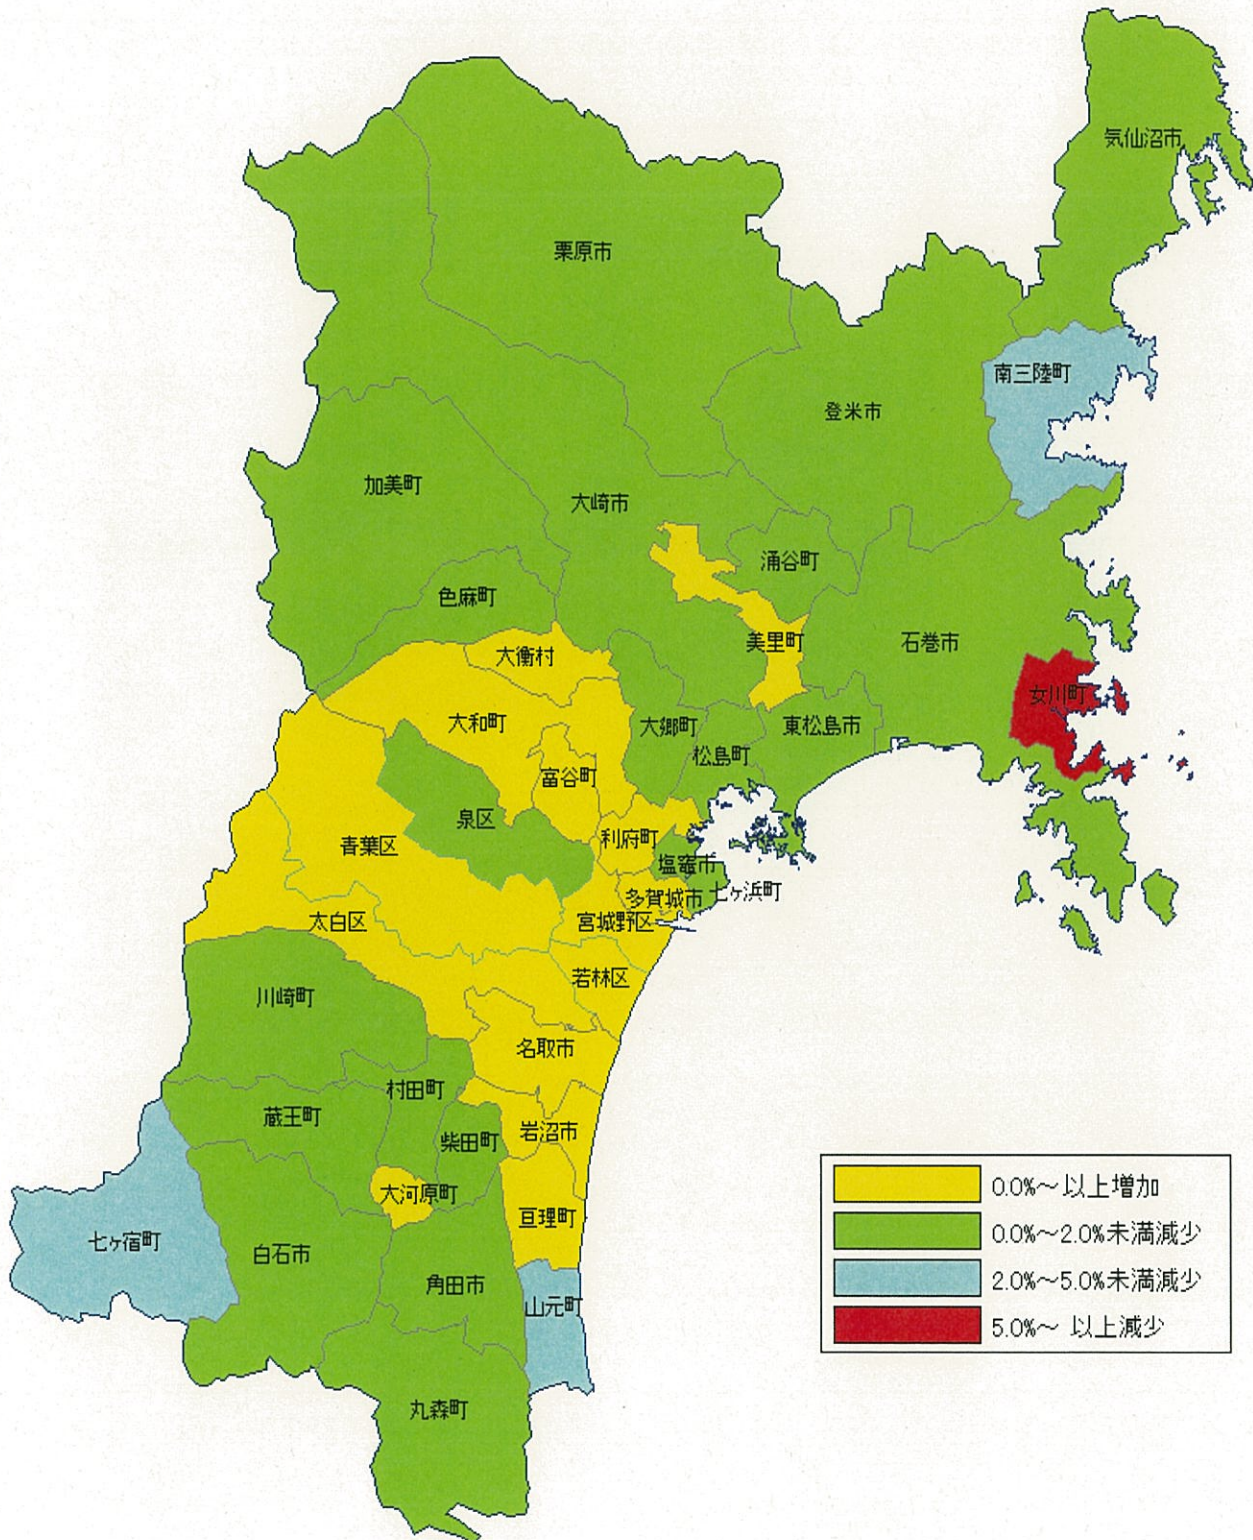 気仙沼市
栗原市
南三陸町
登米市
加美町
大崎市
涌谷町
色麻町
美里町
石巻市
大衡村
女川町
大和町
大郷町
東松島市
松島町
富谷町
泉区
利府町
青葉区
塩竈市
七ヶ浜町
多賀城市
太白区
宮城野区
若林区
川崎町
名取市
村田町
蔵王町
岩沼市
柴田町
大河原町
亘理町
七ヶ宿町
白石市
角田市
山元町
丸森町
0.0%～以上増加
0.0%～2.0%未満減少
2.0%～5.0%未満減少
5.0%～ 以上減少